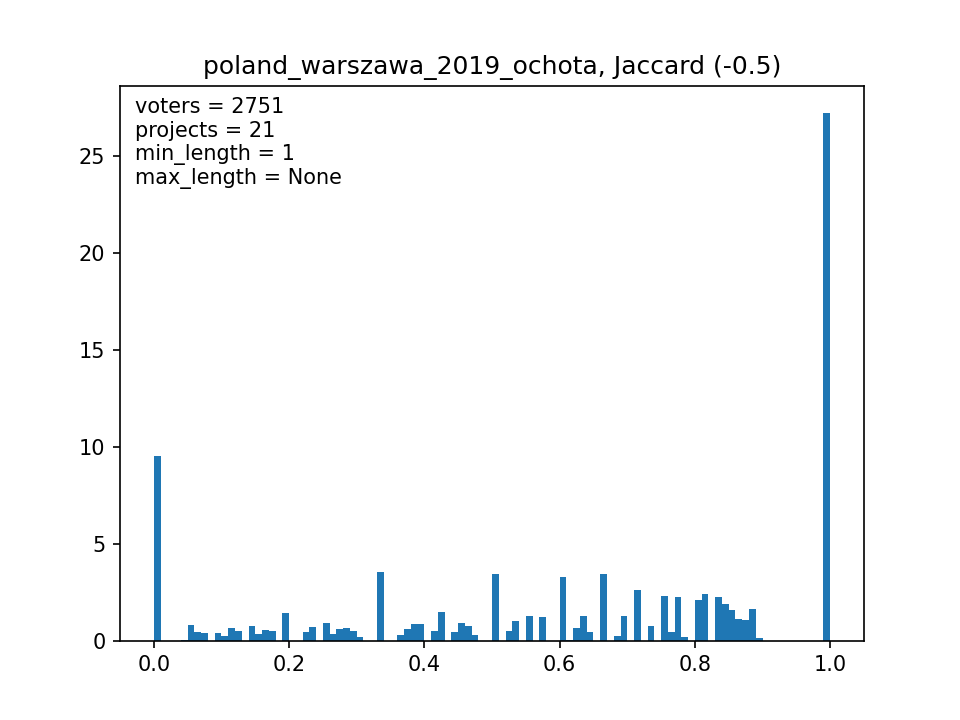 poland_warszawa_2019_ochota, Jaccard (-0.5)
voters = 2751
projects = 21
min_length = 1
max_length = None
25
20
15
10
5
0
0.0 0.2 0.4 0.6 0.8 1.0